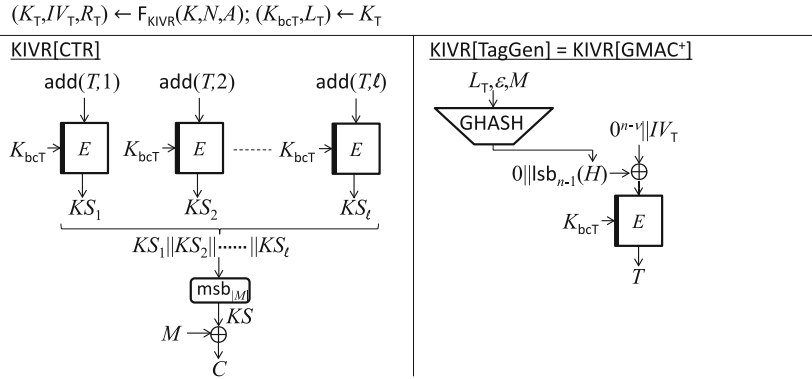 (K_T,IV_T,R_T) ← F_KIVR(K,N,A); (K_bcT,L_T) ← K_T
KIVR[CTR]
add(T,1) add(T,2) add(T,ℓ)
K_bcT E K_bcT E K_bcT E
KS_1 KS_2 KS_ℓ
KS_1||KS_2||······||KS_ℓ
msb_|M|
KS
M
C
KIVR[TagGen] = KIVR[GMAC⁺]
L_T,ε,M
GHASH
0^{n-ν}||IV_T
0||lsb_{n-1}(H)
K_bcT E
T